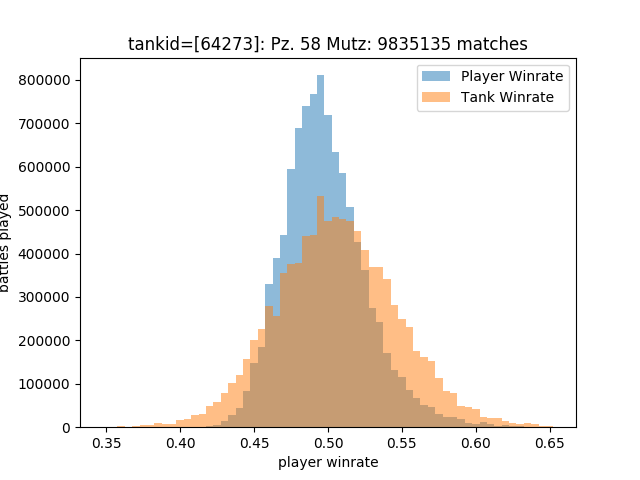 tankid=[64273]: Pz. 58 Mutz: 9835135 matches
Player Winrate
Tank Winrate
800000
700000
600000
500000
400000
300000
200000
100000
0
battles played
0.35 0.40 0.45 0.50 0.55 0.60 0.65
player winrate